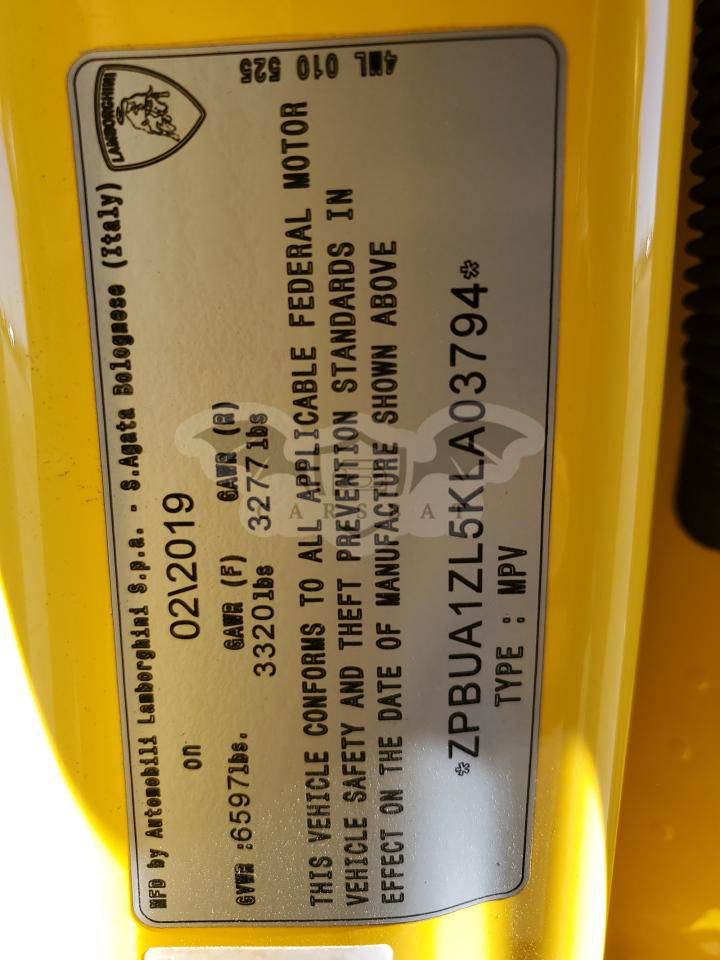 LAMBORGHINI
4ML 010 525
MFD by Automobili Lamborghini S.p.a. - S.Agata Bolognese (Italy)
on 02\2019
GVWR :6597lbs. GAWR (F) GAWR (R)
3320lbs 3277lbs
THIS VEHICLE CONFORMS TO ALL APPLICABLE FEDERAL MOTOR
VEHICLE SAFETY AND THEFT PREVENTION STANDARDS IN
EFFECT ON THE DATE OF MANUFACTURE SHOWN ABOVE
*ZPBUA1ZL5KLA03794*
TYPE : MPV